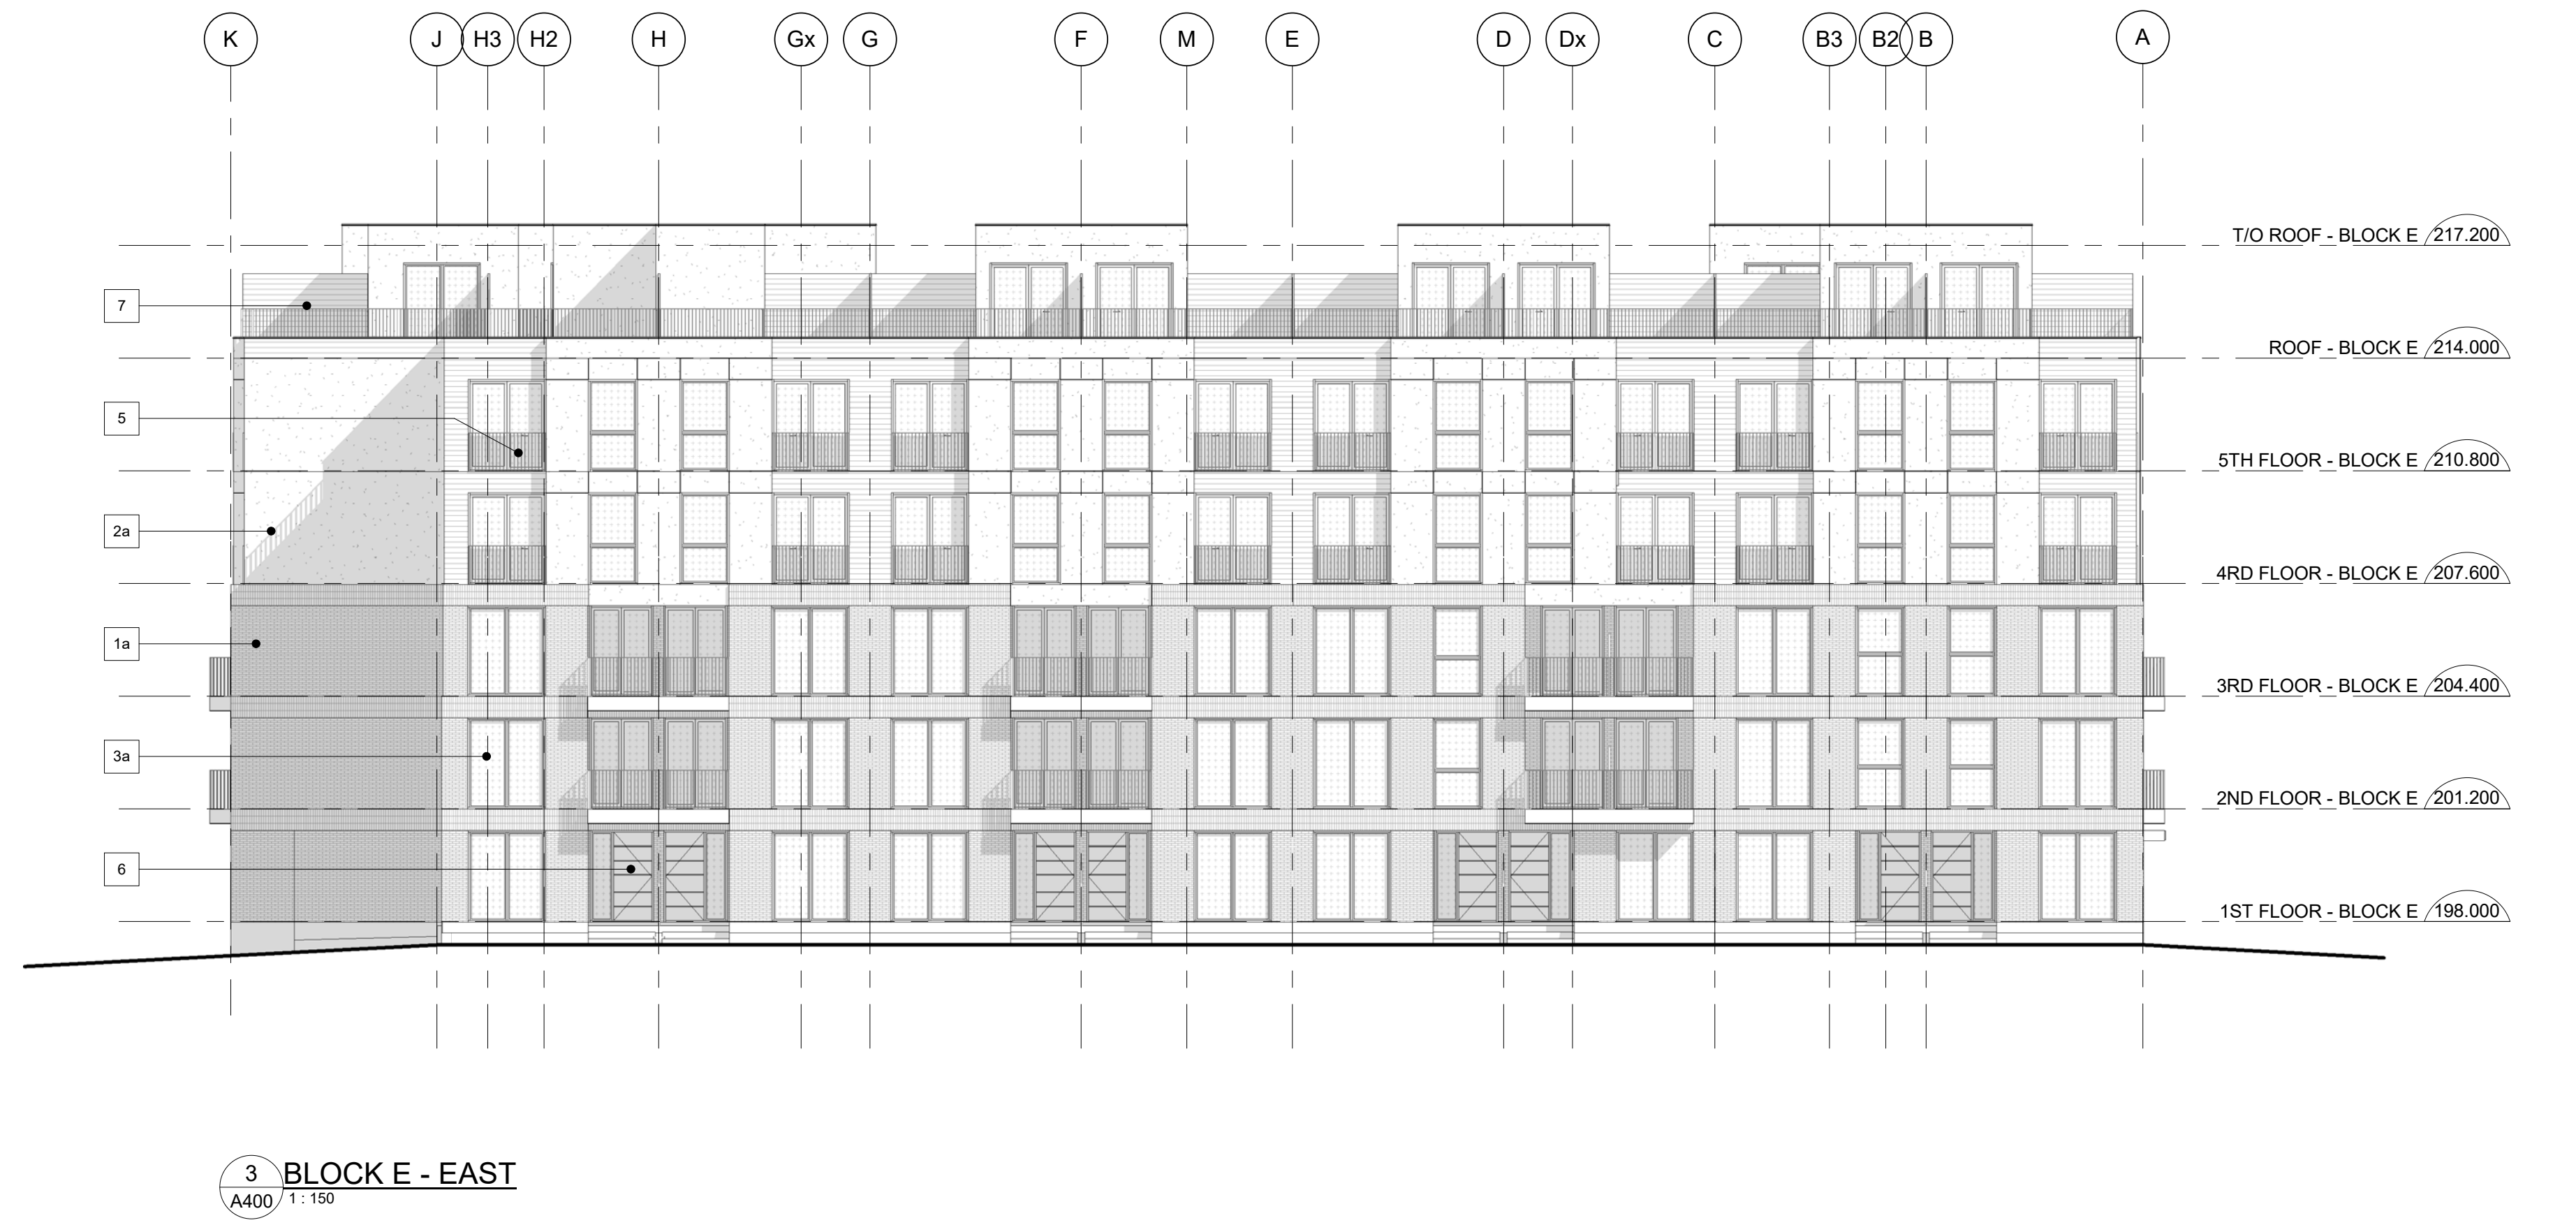 K J H3 H2 H Gx G F M E D Dx C B3 B2 B A
T/O ROOF - BLOCK E 217.200
7
ROOF - BLOCK E 214.000
5
5TH FLOOR - BLOCK E 210.800
2a
4RD FLOOR - BLOCK E 207.600
1a
3RD FLOOR - BLOCK E 204.400
3a
2ND FLOOR - BLOCK E 201.200
6
1ST FLOOR - BLOCK E 198.000
3 BLOCK E - EAST
A400 1 : 150